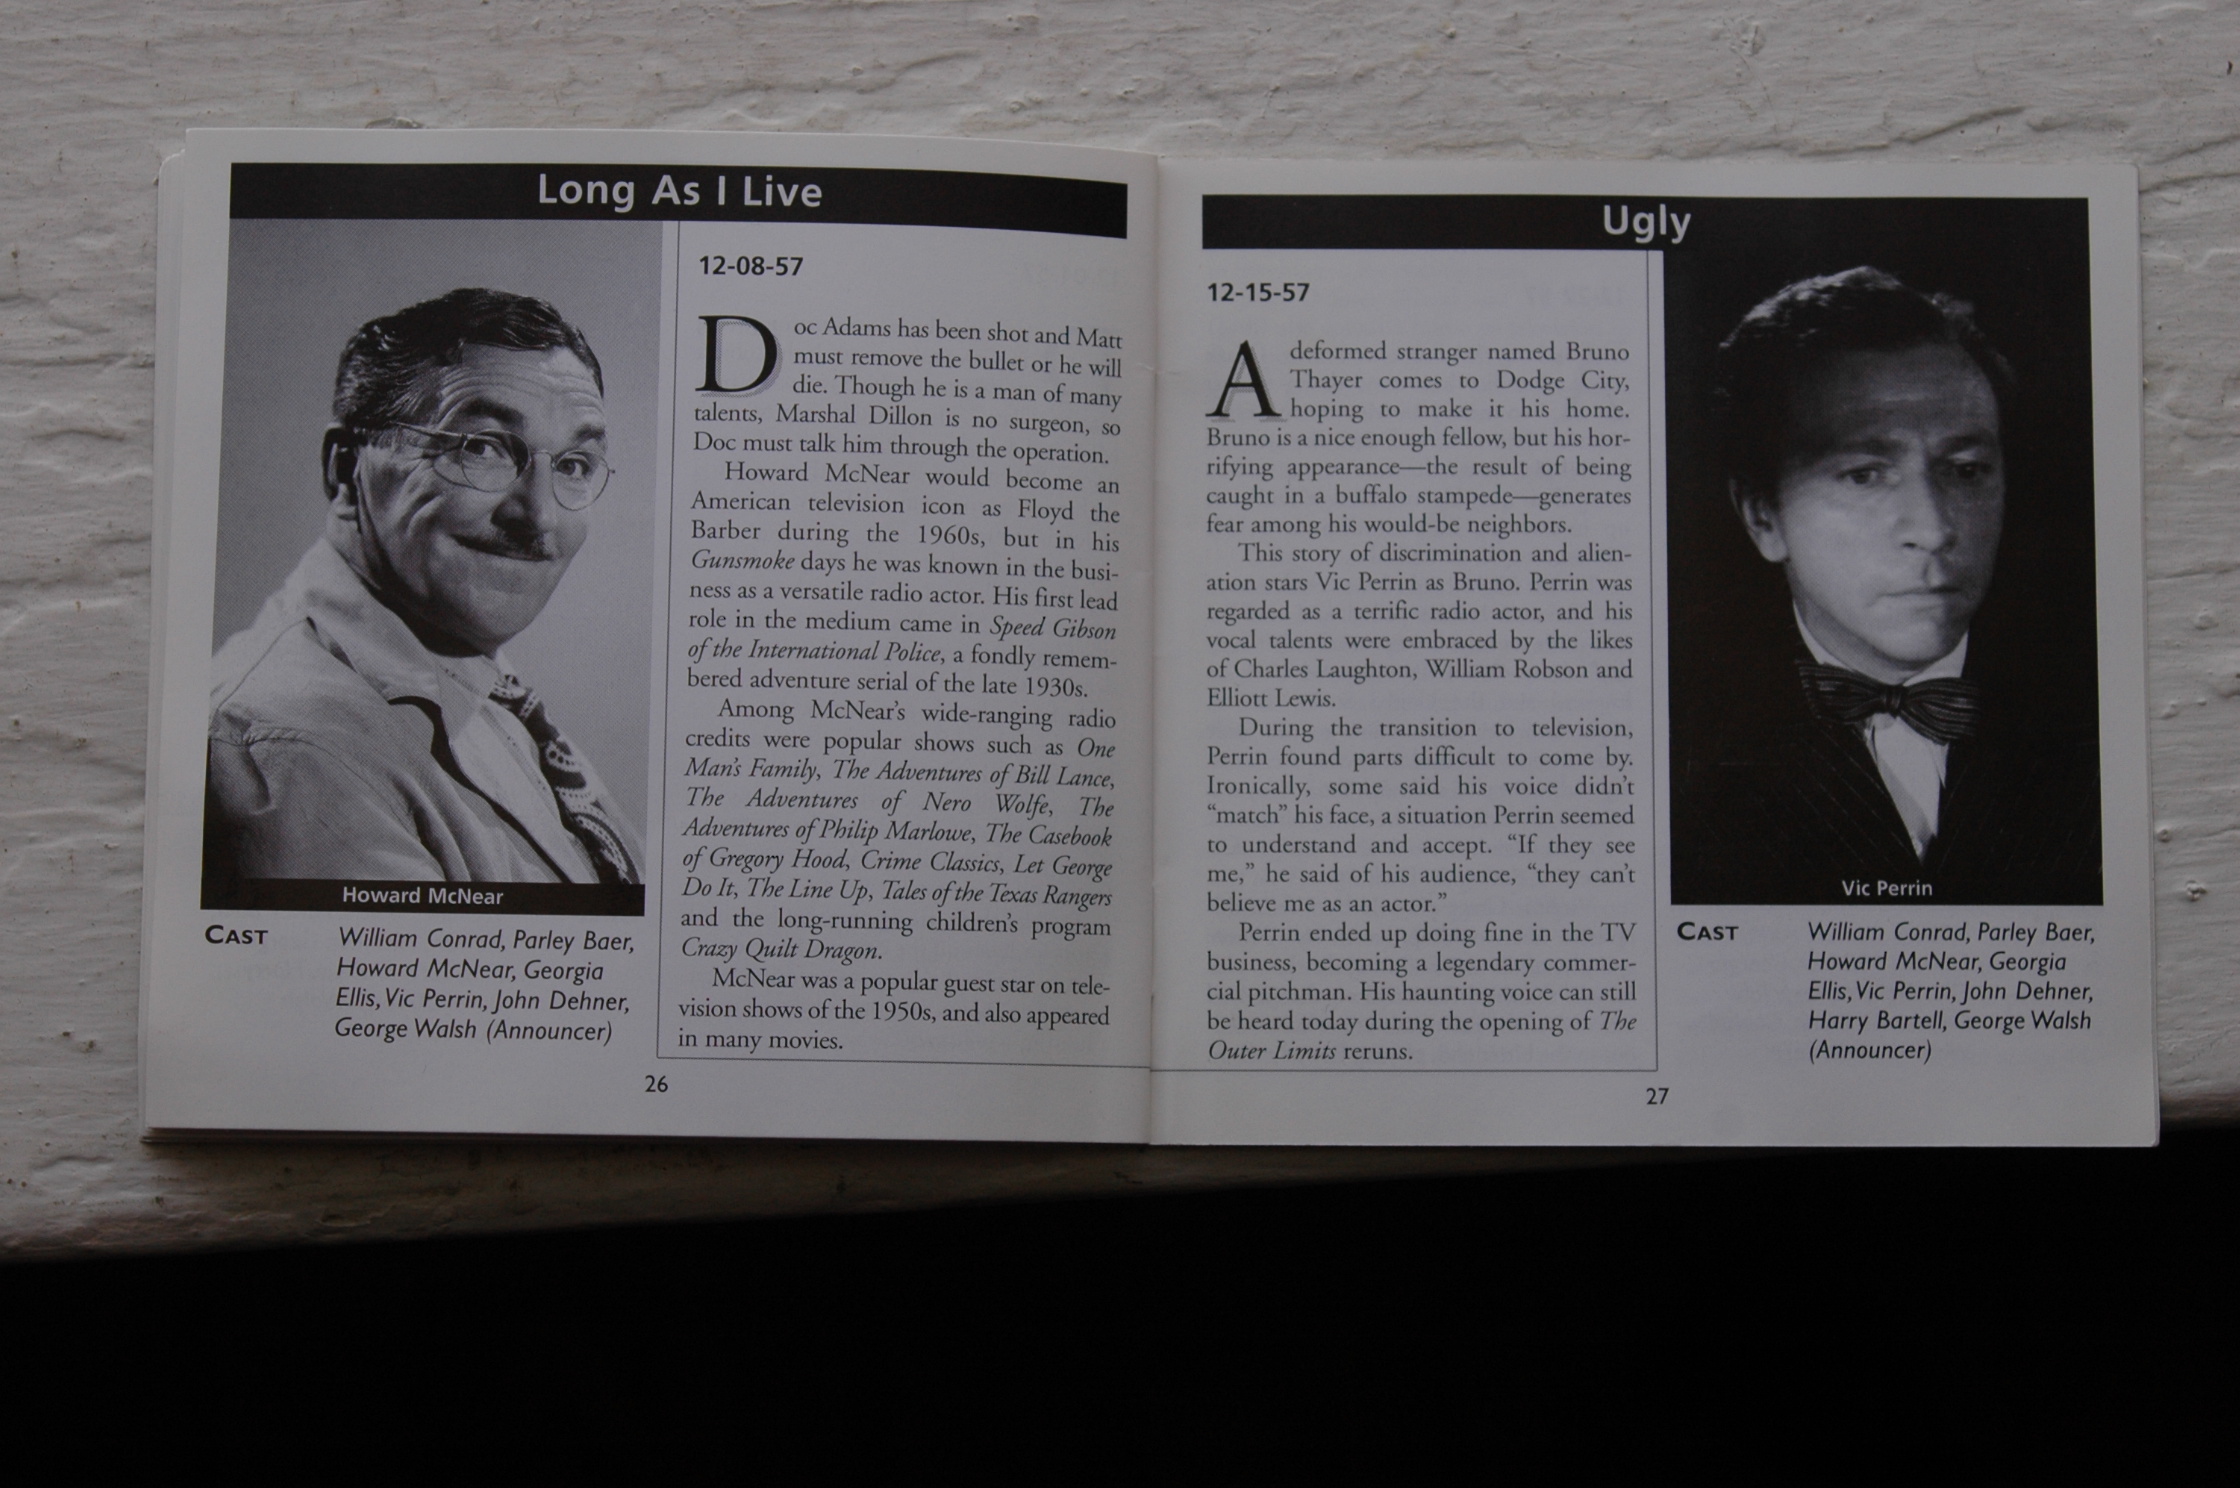 Long As I Live
12-08-57
Doc Adams has been shot and Matt
must remove the bullet or he will
die. Though he is a man of many
talents, Marshal Dillon is no surgeon, so
Doc must talk him through the operation.
Howard McNear would become an
American television icon as Floyd the
Barber during the 1960s, but in his
Gunsmoke days he was known in the busi-
ness as a versatile radio actor. His first lead
role in the medium came in Speed Gibson
of the International Police, a fondly remem-
bered adventure serial of the late 1930s.
Among McNear's wide-ranging radio
credits were popular shows such as One
Man's Family, The Adventures of Bill Lance,
The Adventures of Nero Wolfe, The
Adventures of Philip Marlowe, The Casebook
of Gregory Hood, Crime Classics, Let George
Do It, The Line Up, Tales of the Texas Rangers
and the long-running children's program
Crazy Quilt Dragon.
McNear was a popular guest star on tele-
vision shows of the 1950s, and also appeared
in many movies.
Howard McNear
CAST
William Conrad, Parley Baer,
Howard McNear, Georgia
Ellis, Vic Perrin, John Dehner,
George Walsh (Announcer)
26
Ugly
12-15-57
A deformed stranger named Bruno
Thayer comes to Dodge City,
hoping to make it his home.
Bruno is a nice enough fellow, but his hor-
rifying appearance—the result of being
caught in a buffalo stampede—generates
fear among his would-be neighbors.
This story of discrimination and alien-
ation stars Vic Perrin as Bruno. Perrin was
regarded as a terrific radio actor, and his
vocal talents were embraced by the likes
of Charles Laughton, William Robson and
Elliott Lewis.
During the transition to television,
Perrin found parts difficult to come by.
Ironically, some said his voice didn't
“match” his face, a situation Perrin seemed
to understand and accept. “If they see
me,” he said of his audience, “they can't
believe me as an actor.”
Perrin ended up doing fine in the TV
business, becoming a legendary commer-
cial pitchman. His haunting voice can still
be heard today during the opening of The
Outer Limits reruns.
Vic Perrin
CAST
William Conrad, Parley Baer,
Howard McNear, Georgia
Ellis, Vic Perrin, John Dehner,
Harry Bartell, George Walsh
(Announcer)
27